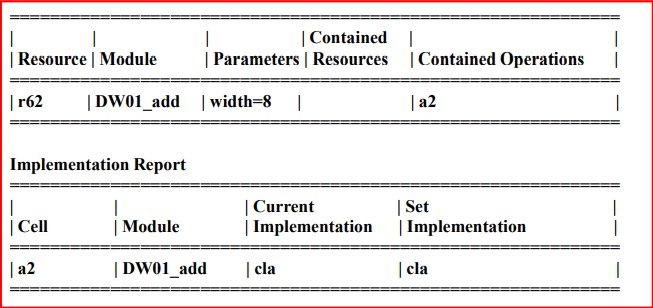 =============================================================
| | | | Contained | |
| Resource | Module | Parameters | Resources | Contained Operations |
=============================================================
| r62 | DW01_add | width=8 | | a2 |
=============================================================
Implementation Report
=============================================================
| | | Current | Set |
| Cell | Module | Implementation | Implementation |
=============================================================
| a2 | DW01_add | cla | cla |
=============================================================